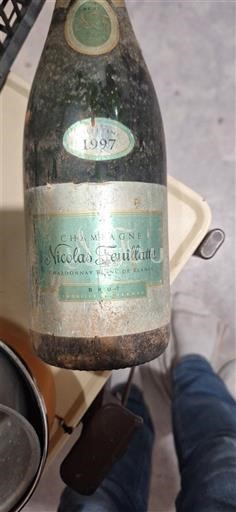 1997
CHAMPAGNE
Nicolas Feuillatte
CHARDONNAY BLANC DE BLANCS
BRUT